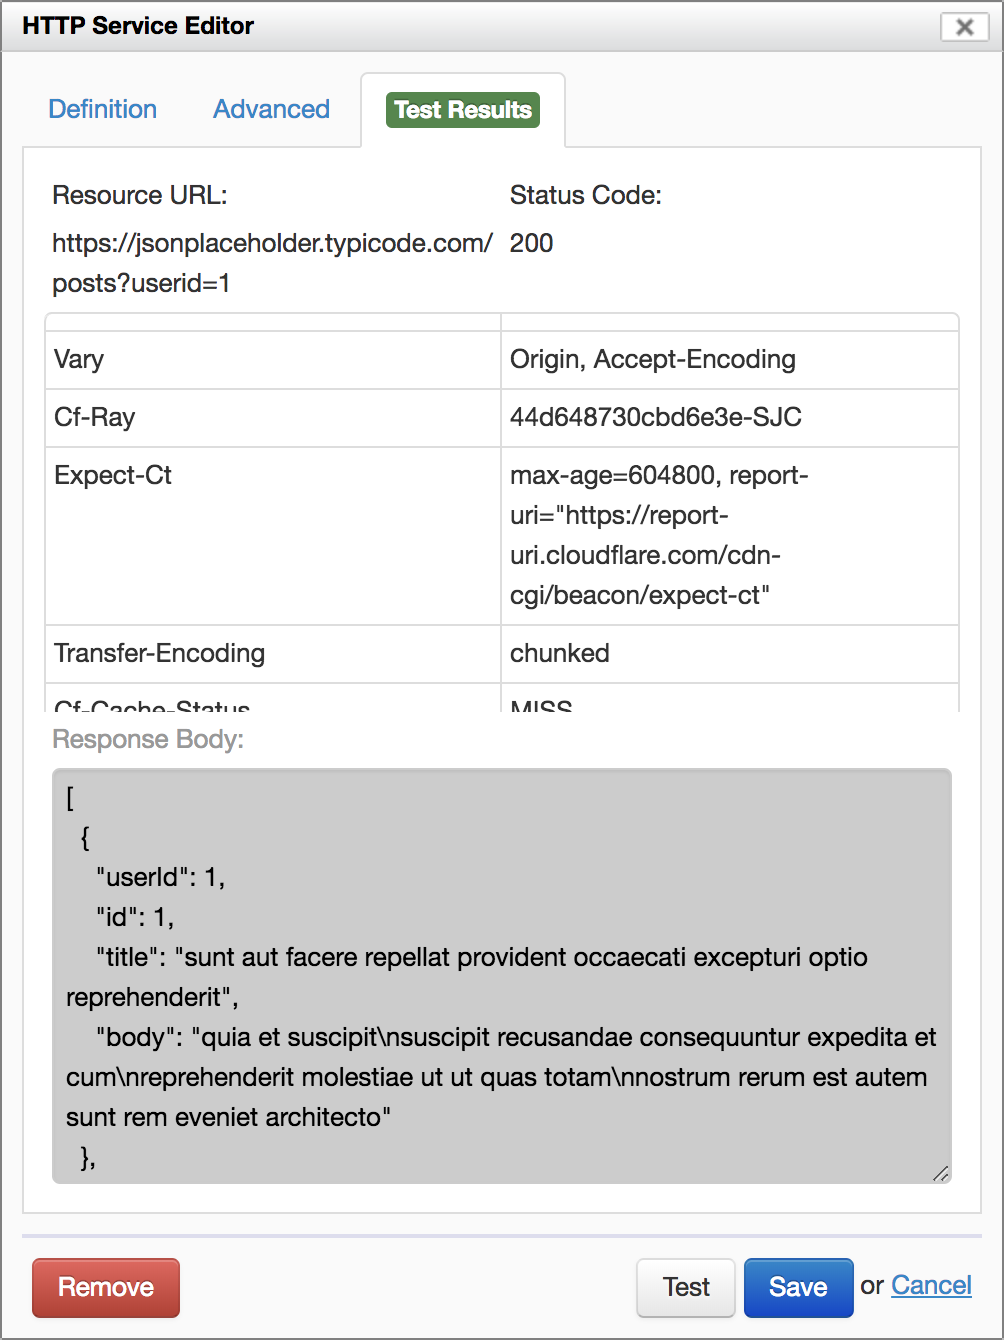 HTTP Service Editor
Definition Advanced Test Results
Resource URL: Status Code:
https://jsonplaceholder.typicode.com/ 200
posts?userid=1
Vary Origin, Accept-Encoding
Cf-Ray 44d648730cbd6e3e-SJC
Expect-Ct max-age=604800, report-
uri="https://report-
uri.cloudflare.com/cdn-
cgi/beacon/expect-ct"
Transfer-Encoding chunked
Cf-Cache-Status MISS
Response Body:
[
{
"userId": 1,
"id": 1,
"title": "sunt aut facere repellat provident occaecati excepturi optio
reprehenderit",
"body": "quia et suscipit\nsuscipit recusandae consequuntur expedita et
cum\nreprehenderit molestiae ut ut quas totam\nnostrum rerum est autem
sunt rem eveniet architecto"
},
Remove Test Save or Cancel